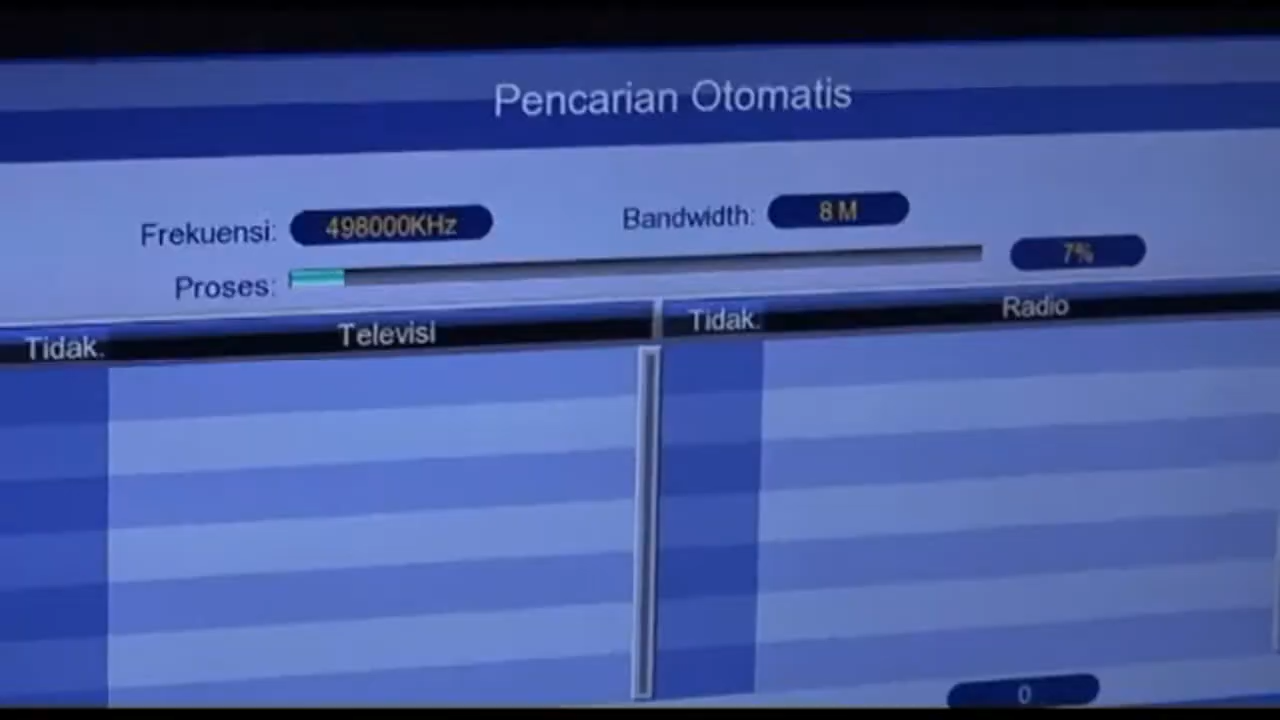 Pencarian Otomatis
Frekuensi: 498000KHz Bandwidth: 8 M
Proses: 7%
Tidak. Televisi Tidak. Radio
0